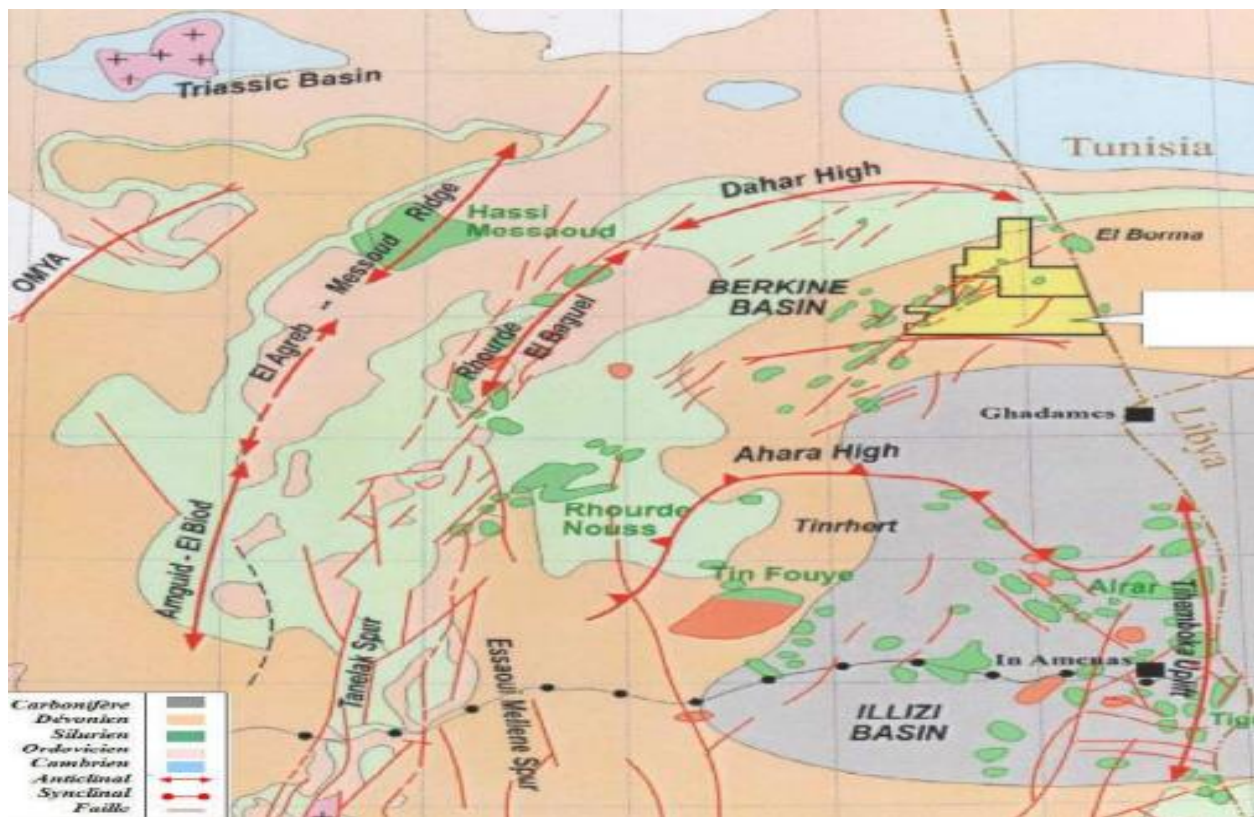 Triassic Basin
Tunisia
Dahar High
Hassi
Messaoud
Ridge
El Borma
OMYA
- Messoud
BERKINE
BASIN
El Agreb
Rhourde
El Baguel
Ghadames
Libya
Ahara High
Rhourde
Nouss
Tinrhert
Amguid - El Biod
Tin Fouye
Alrar
Tihemboka Uplift
Tanelak Spur
Essaoui Mellene Spur
In Amenas
ILLIZI
BASIN
Tigi
Carbonifère
Dévonien
Silurien
Ordovicien
Cambrien
Anticlinal
Synclinal
Faille